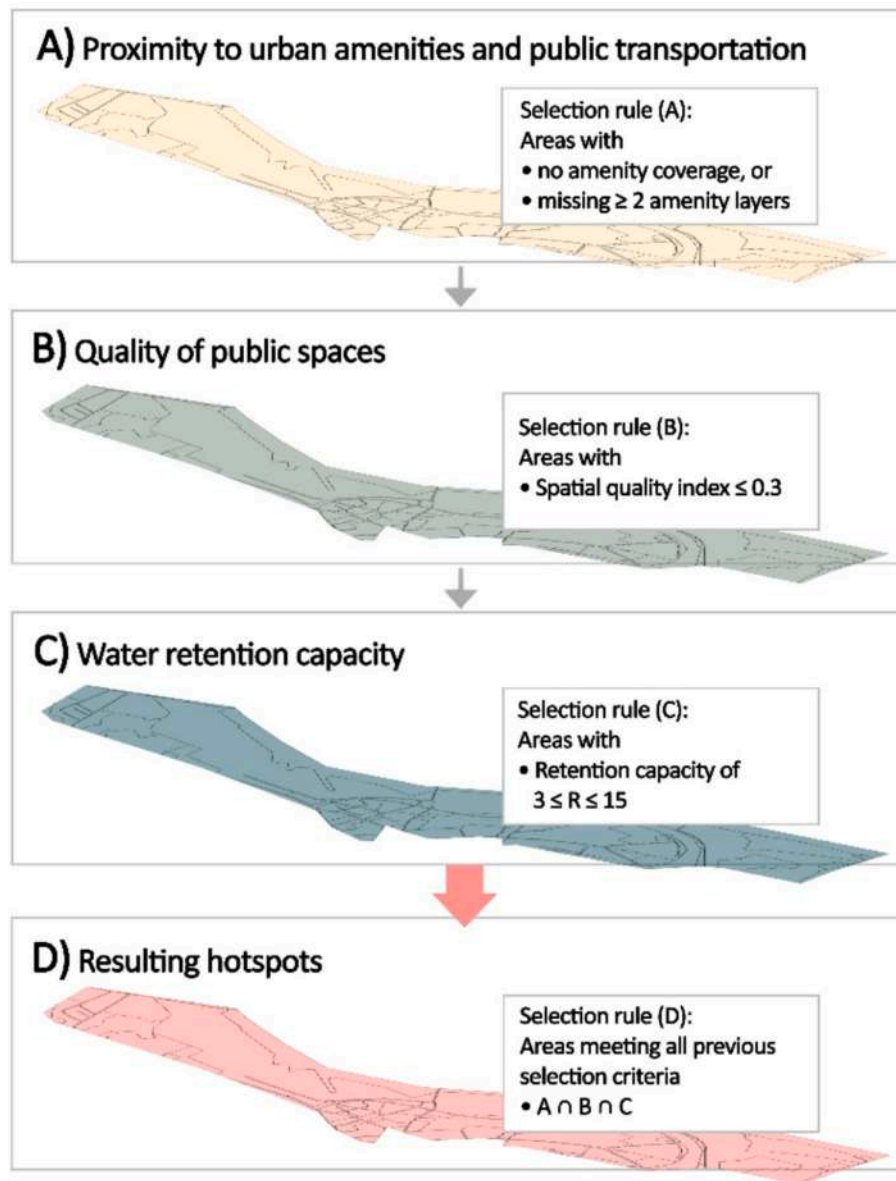 A) Proximity to urban amenities and public transportation
Selection rule (A):
Areas with
• no amenity coverage, or
• missing ≥ 2 amenity layers
B) Quality of public spaces
Selection rule (B):
Areas with
• Spatial quality index ≤ 0.3
C) Water retention capacity
Selection rule (C):
Areas with
• Retention capacity of
3 ≤ R ≤ 15
D) Resulting hotspots
Selection rule (D):
Areas meeting all previous
selection criteria
• A ∩ B ∩ C